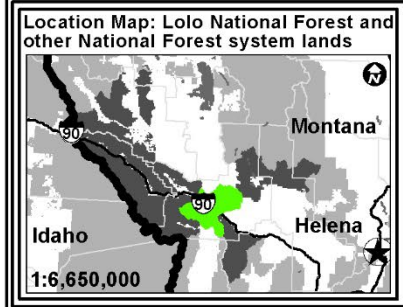 Location Map: Lolo National Forest and
other National Forest system lands
N
90
Montana
90
Idaho
Helena
1:6,650,000